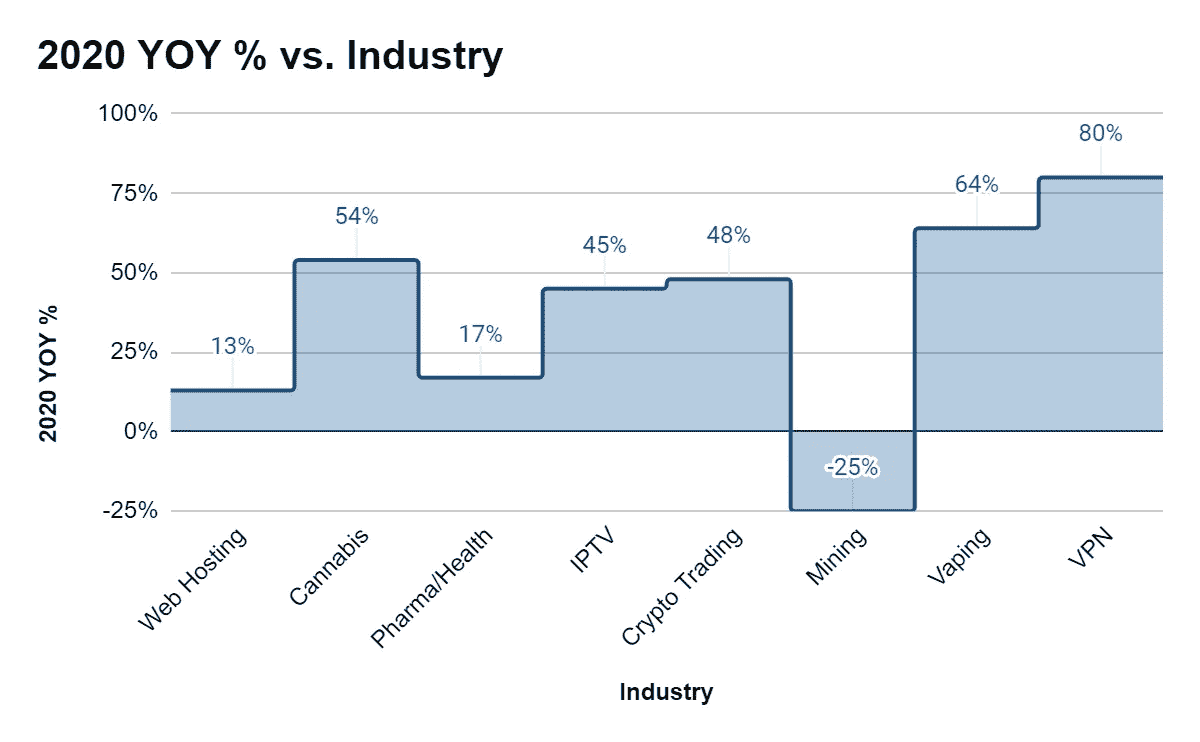 2020 YOY % vs. Industry
100%
75%
50%
25%
0%
-25%
2020 YOY %
13%
54%
17%
45%
48%
-25%
64%
80%
Web Hosting
Cannabis
Pharma/Health
IPTV
Crypto Trading
Mining
Vaping
VPN
Industry